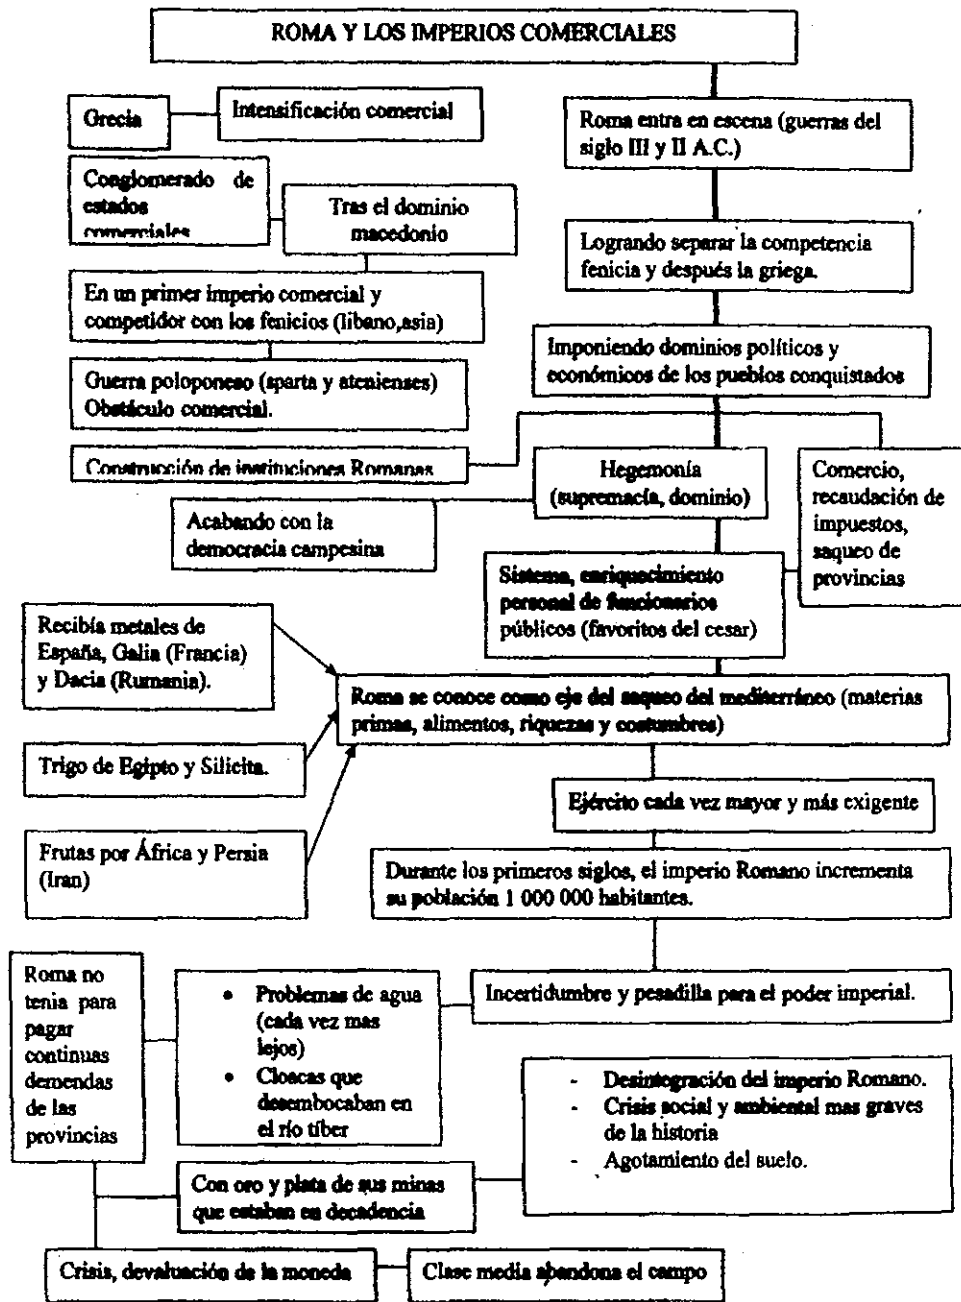 ROMA Y LOS IMPERIOS COMERCIALES
Grecia
Intensificación comercial
Conglomerado de
estados
comerciales
Tras el dominio
macedonio
En un primer imperio comercial y
competidor con los fenicios (libano,asia)
Guerra poloponeso (sparta y atenienses)
Obstáculo comercial.
Construcción de instituciones Romanas
Acabando con la
democracia campesina
Roma entra en escena (guerras del
siglo III y II A.C.)
Logrando separar la competencia
fenicia y después la griega.
Imponiendo dominios políticos y
económicos de los pueblos conquistados
Hegemonía
(supremacía, dominio)
Comercio,
recaudación de
impuestos,
saqueo de
provincias
Sistema, enriquecimiento
personal de funcionarios
públicos (favoritos del cesar)
Recibía metales de
España, Galia (Francia)
y Dacia (Rumania).
Roma se conoce como eje del saqueo del mediterráneo (materias
primas, alimentos, riquezas y costumbres)
Trigo de Egipto y Silicita.
Frutas por África y Persia
(Iran)
Ejército cada vez mayor y más exigente
Durante los primeros siglos, el imperio Romano incrementa
su población 1 000 000 habitantes.
Incertidumbre y pesadilla para el poder imperial.
• Problemas de agua
(cada vez mas
lejos)
• Cloacas que
desembocaban en
el río tíber
Roma no
tenia para
pagar
continuas
demendas
de las
provincias
- Desintegración del imperio Romano.
- Crisis social y ambiental mas graves
de la historia
- Agotamiento del suelo.
Con oro y plata de sus minas
que estaban en decadencia
Crisis, devaluación de la moneda
Clase media abandona el campo